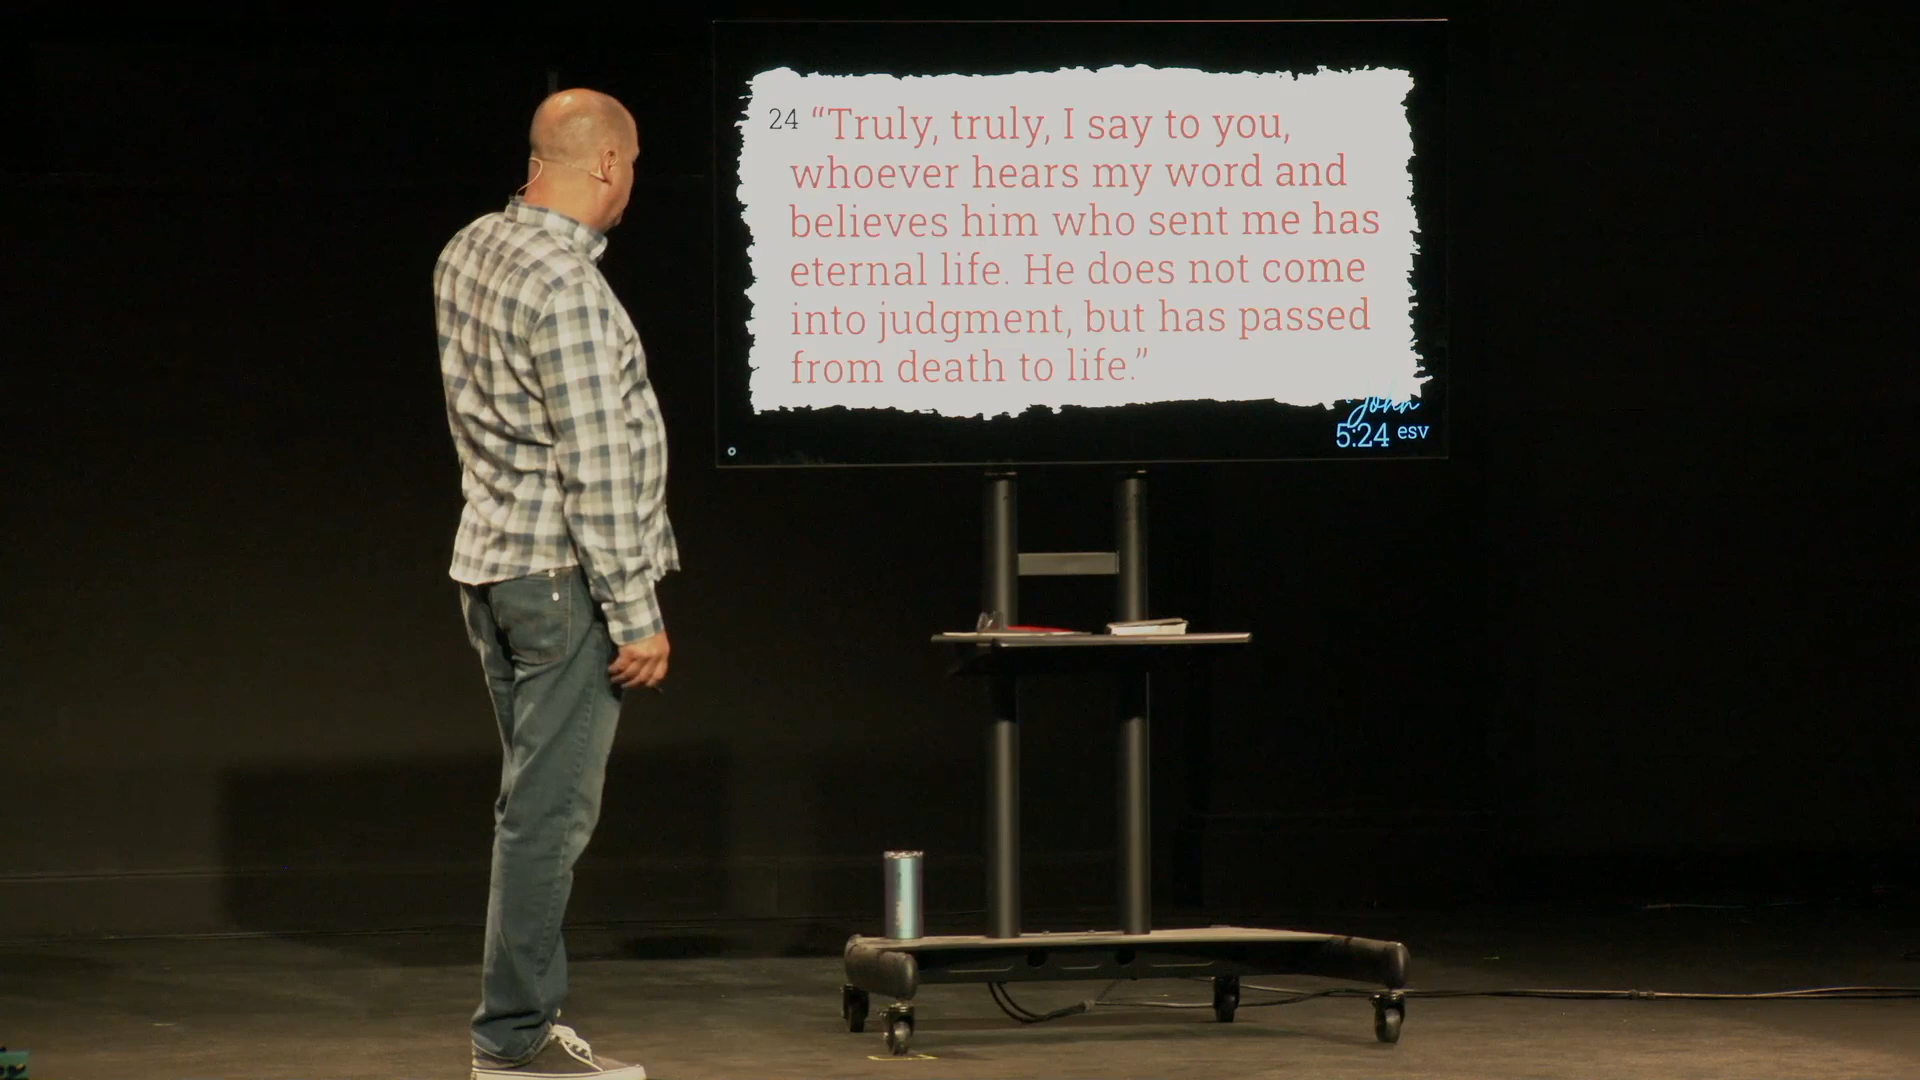 24 “Truly, truly, I say to you,
whoever hears my word and
believes him who sent me has
eternal life. He does not come
into judgment, but has passed
from death to life.”
John
5:24 esv